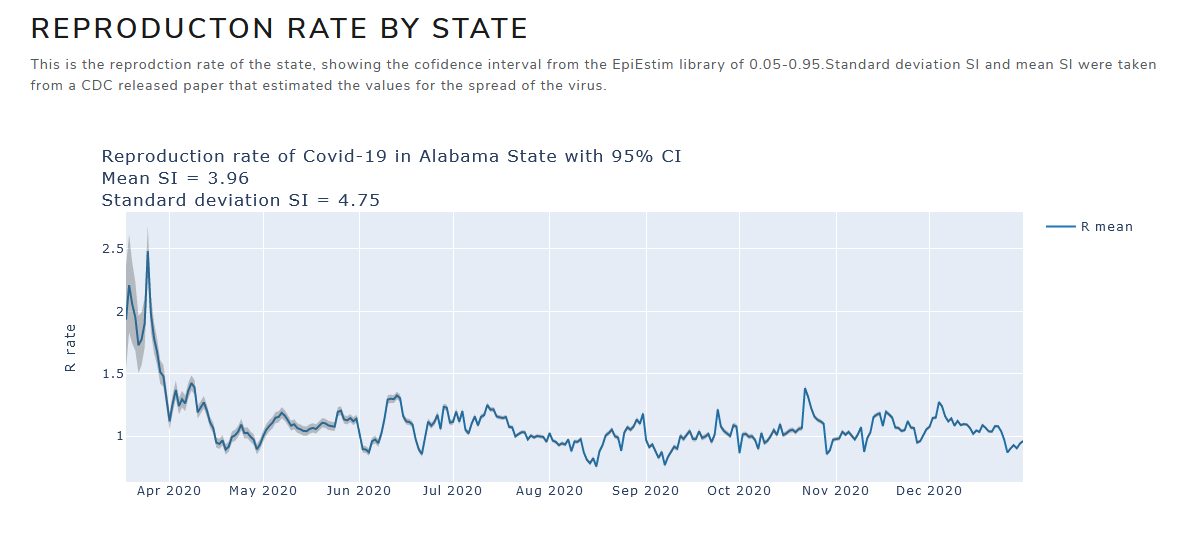 REPRODUCTON RATE BY STATE
This is the reprodction rate of the state, showing the cofidence interval from the EpiEstim library of 0.05-0.95.Standard deviation SI and mean SI were taken
from a CDC released paper that estimated the values for the spread of the virus.
Reproduction rate of Covid-19 in Alabama State with 95% CI
Mean SI = 3.96
Standard deviation SI = 4.75
R mean
2.5
2
1.5
1
R rate
Apr 2020 May 2020 Jun 2020 Jul 2020 Aug 2020 Sep 2020 Oct 2020 Nov 2020 Dec 2020